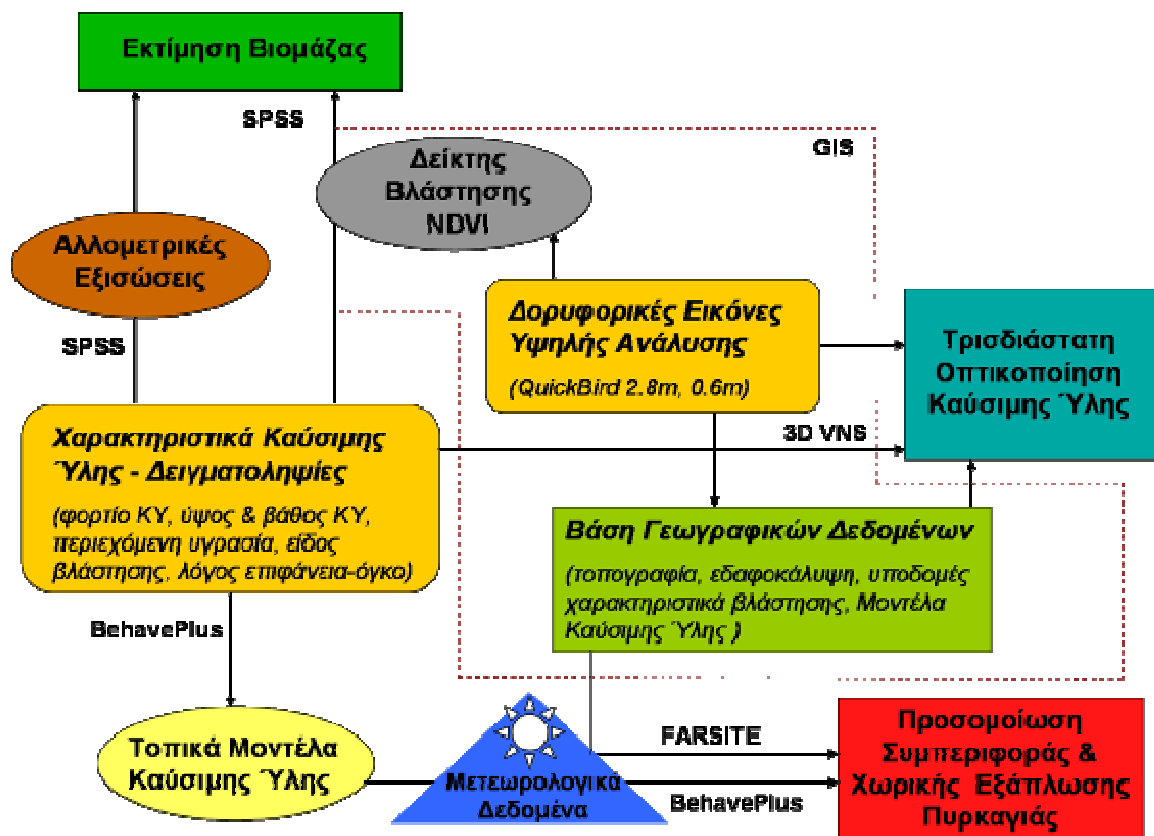 Εκτίμηση Βιομάζας
SPSS
GIS
Δείκτης
Βλάστησης
NDVI
Αλλομετρικές
Εξισώσεις
SPSS
Δορυφορικές Εικόνες
Υψηλής Ανάλυσης
(QuickBird 2.8m, 0.6m)
Τρισδιάστατη
Οπτικοποίηση
Καύσιμης Ύλης
3D VNS
Χαρακτηριστικά Καύσιμης
Ύλης - Δειγματοληψίες
(φορτίο ΚΥ, ύψος & βάθος ΚΥ,
περιεχόμενη υγρασία, είδος
βλάστησης, λόγος επιφάνεια-όγκο)
Βάση Γεωγραφικών Δεδομένων
(τοπογραφία, εδαφοκάλυψη, υποδομές
χαρακτηριστικά βλάστησης, Μοντέλα
Καύσιμης Ύλης )
BehavePlus
Τοπικά Μοντέλα
Καύσιμης Ύλης
Μετεωρολογικά
Δεδομένα
FARSITE
BehavePlus
Προσομοίωση
Συμπεριφοράς &
Χωρικής Εξάπλωσης
Πυρκαγιάς